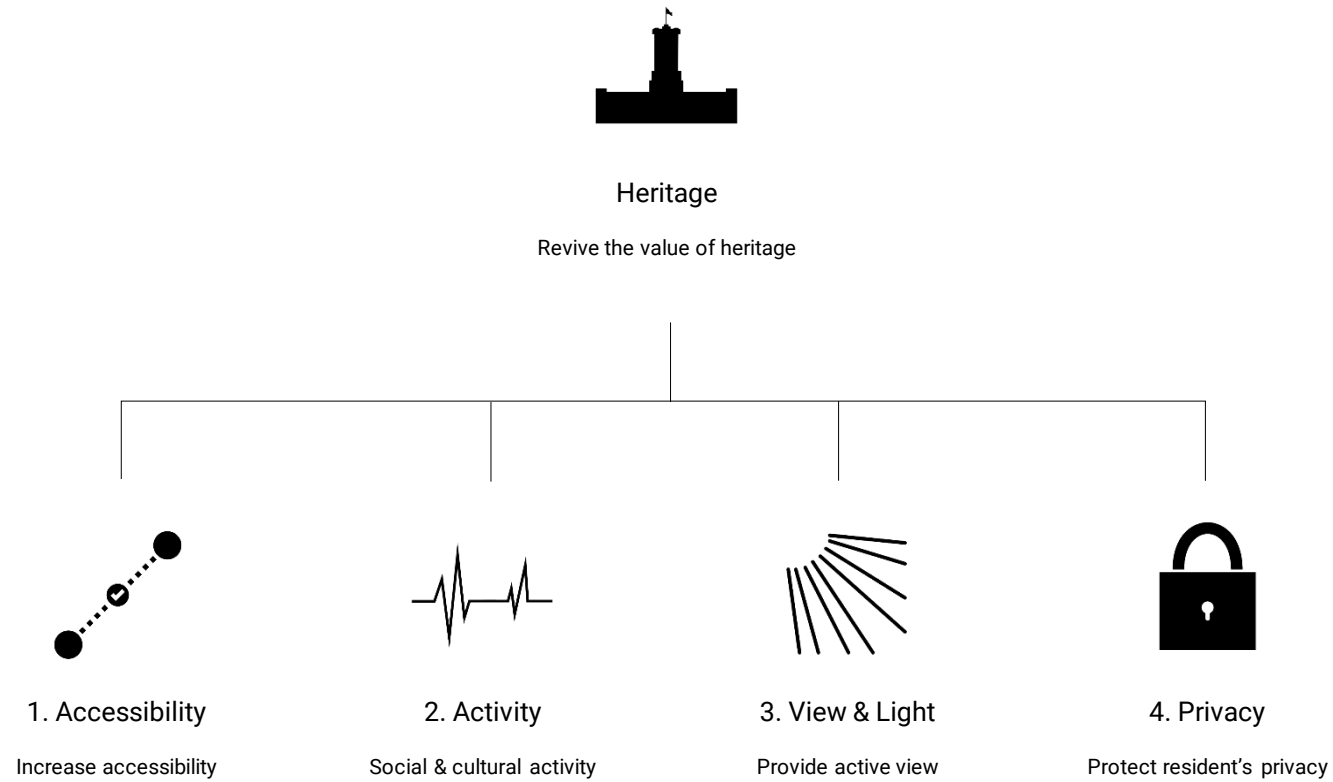 Heritage
Revive the value of heritage
1. Accessibility
Increase accessibility
2. Activity
Social & cultural activity
3. View & Light
Provide active view
4. Privacy
Protect resident’s privacy